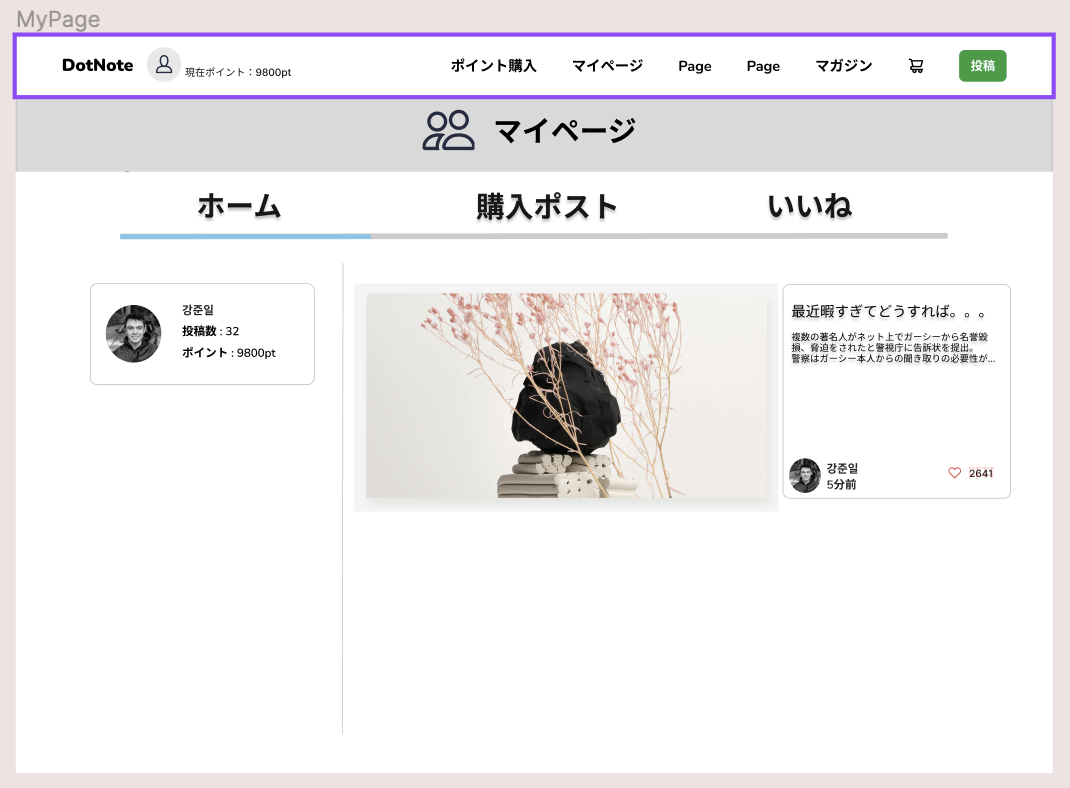 MyPage
DotNote
現在ポイント：9800pt
ポイント購入
マイページ
Page
Page
マガジン
投稿
マイページ
ホーム
購入ポスト
いいね
강준일
投稿数 : 32
ポイント : 9800pt
最近暇すぎてどうすれば。。。
複数の著名人がネット上でガーシーから名誉毀
損、脅迫をされたと警視庁に告訴状を提出。
警察はガーシー本人からの聞き取りの必要性が...
강준일
5分前
2641